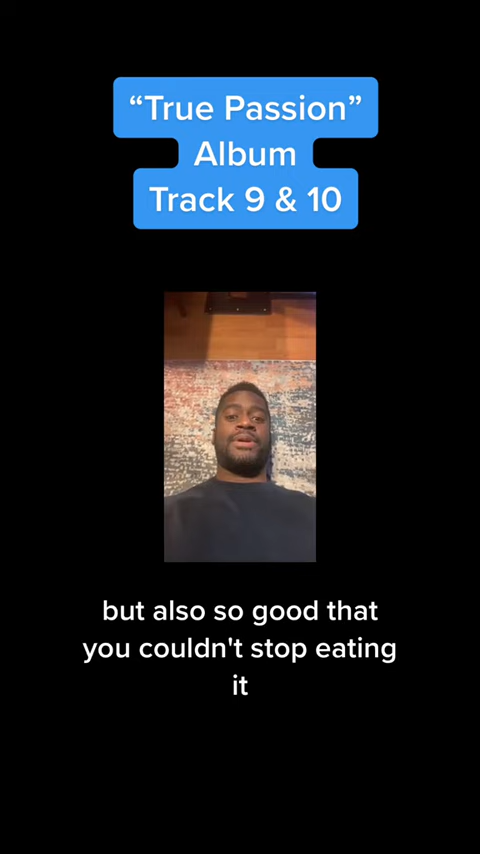 “True Passion”
Album
Track 9 & 10
but also so good that
you couldn't stop eating
it